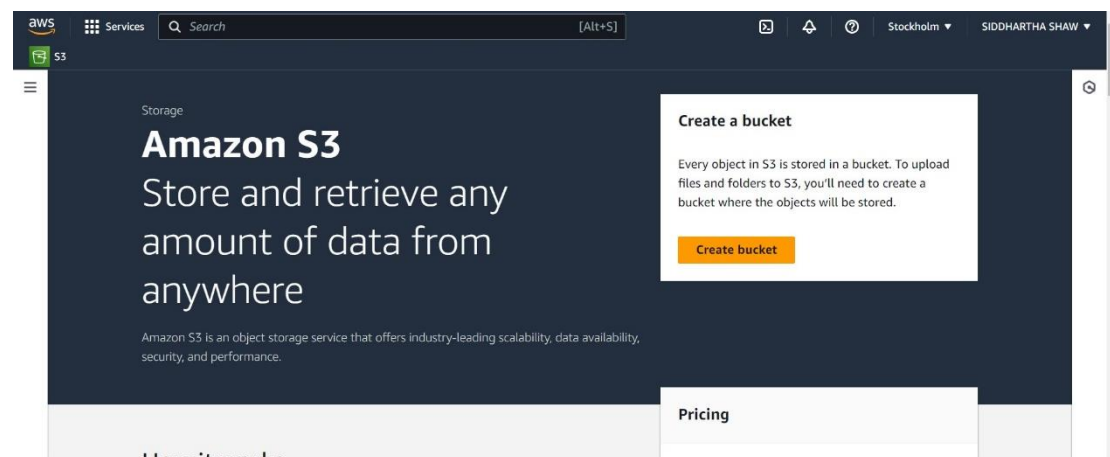 aws
Services
Search
[Alt+S]
Stockholm
SIDDHARTHA SHAW
S3
Storage
Amazon S3
Store and retrieve any
amount of data from
anywhere
Amazon S3 is an object storage service that offers industry-leading scalability, data availability,
security, and performance.
Create a bucket
Every object in S3 is stored in a bucket. To upload
files and folders to S3, you'll need to create a
bucket where the objects will be stored.
Create bucket
Pricing